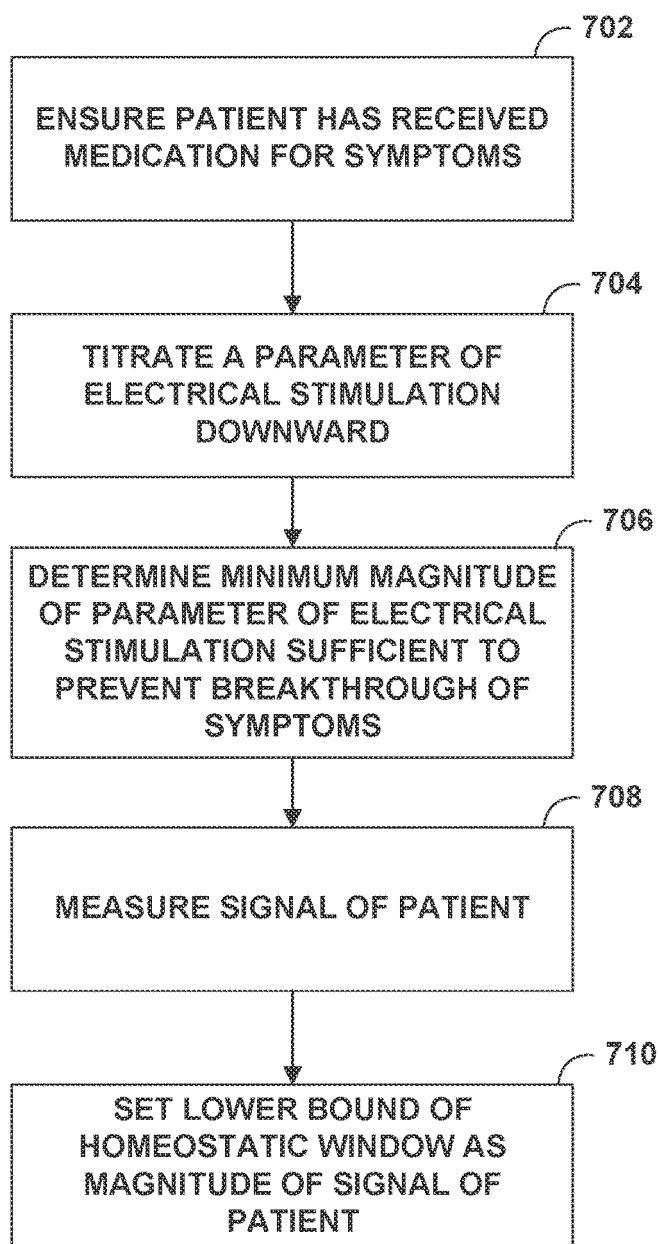 702
ENSURE PATIENT HAS RECEIVED
MEDICATION FOR SYMPTOMS
704
TITRATE A PARAMETER OF
ELECTRICAL STIMULATION
DOWNWARD
706
DETERMINE MINIMUM MAGNITUDE
OF PARAMETER OF ELECTRICAL
STIMULATION SUFFICIENT TO
PREVENT BREAKTHROUGH OF
SYMPTOMS
708
MEASURE SIGNAL OF PATIENT
710
SET LOWER BOUND OF
HOMEOSTATIC WINDOW AS
MAGNITUDE OF SIGNAL OF
PATIENT